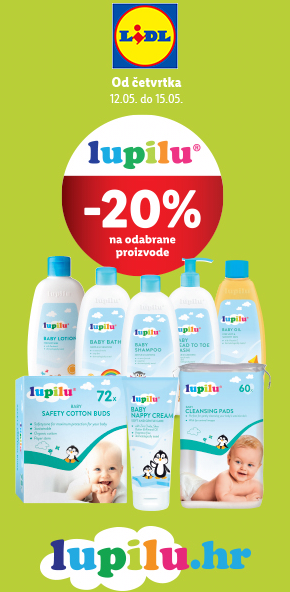 LIDL
Od četvrtka
12.05. do 15.05.
lupilu®
-20%
na odabrane
proizvode
lupilu
BABY LOTION
lupilu
BABY BATH
lupilu
BABY
SHAMPOO
lupilu
BABY
HEAD TO TOE
WASH
lupilu
BABY OIL
lupilu
72x
BABY
SAFETY COTTON BUDS
lupilu
BABY
NAPPY CREAM
lupilu
60
BABY
CLEANSING PADS
lupilu.hr